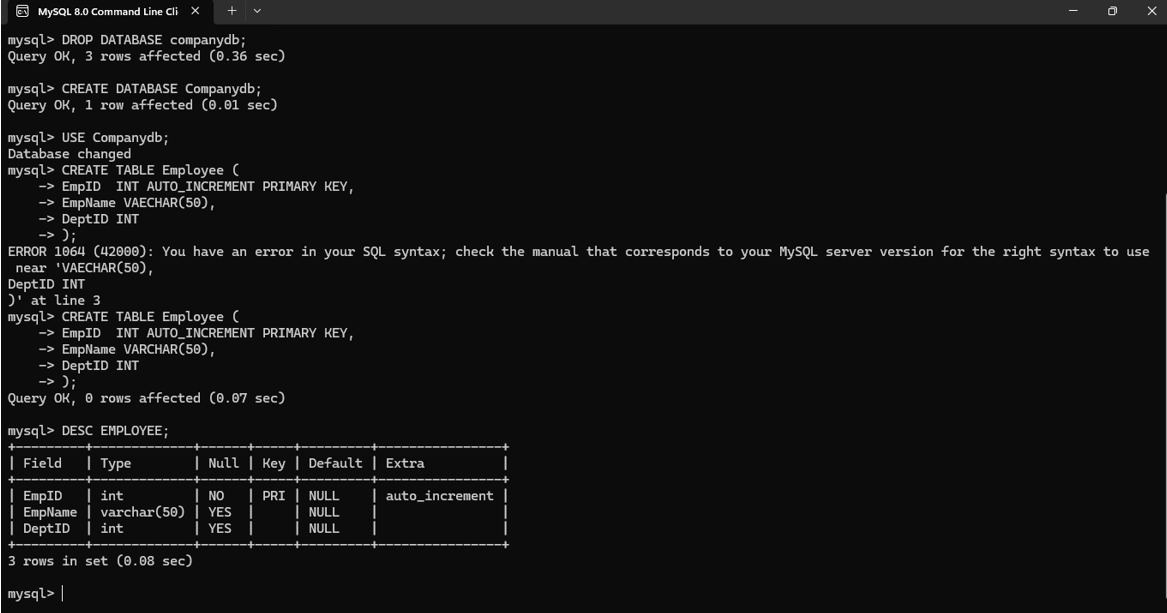 MySQL 8.0 Command Line Cli
mysql> DROP DATABASE companydb;
Query OK, 3 rows affected (0.36 sec)
mysql> CREATE DATABASE Companydb;
Query OK, 1 row affected (0.01 sec)
mysql> USE Companydb;
Database changed
mysql> CREATE TABLE Employee (
    -> EmpID  INT AUTO_INCREMENT PRIMARY KEY,
    -> EmpName VAECHAR(50),
    -> DeptID INT
    -> );
ERROR 1064 (42000): You have an error in your SQL syntax; check the manual that corresponds to your MySQL server version for the right syntax to use
 near 'VAECHAR(50),
DeptID INT
)' at line 3
mysql> CREATE TABLE Employee (
    -> EmpID  INT AUTO_INCREMENT PRIMARY KEY,
    -> EmpName VARCHAR(50),
    -> DeptID INT
    -> );
Query OK, 0 rows affected (0.07 sec)
mysql> DESC EMPLOYEE;
+---------+-------------+------+-----+---------+----------------+
| Field   | Type        | Null | Key | Default | Extra          |
+---------+-------------+------+-----+---------+----------------+
| EmpID   | int         | NO   | PRI | NULL    | auto_increment |
| EmpName | varchar(50) | YES  |     | NULL    |                |
| DeptID  | int         | YES  |     | NULL    |                |
+---------+-------------+------+-----+---------+----------------+
3 rows in set (0.08 sec)
mysql>